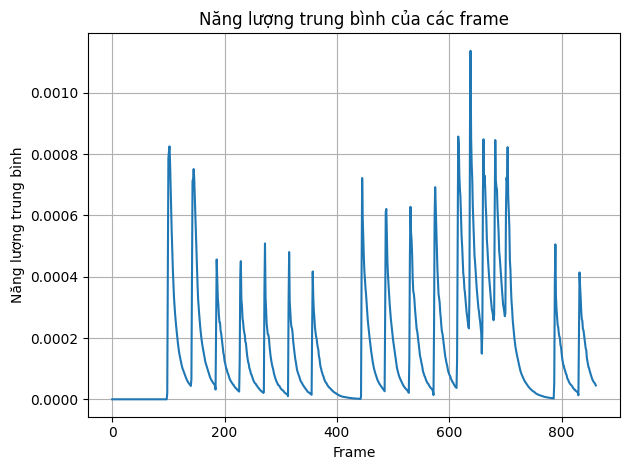 Năng lượng trung bình của các frame
Năng lượng trung bình
0.0010
0.0008
0.0006
0.0004
0.0002
0.0000
0 200 400 600 800
Frame